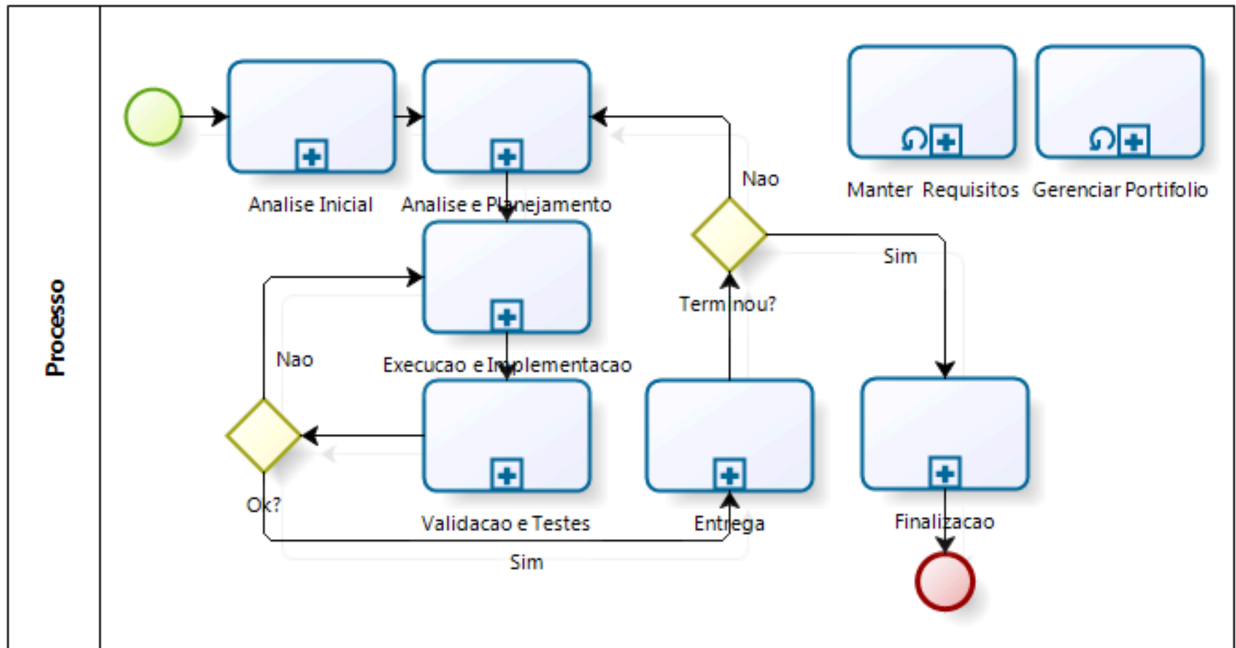 Processo
Analise Inicial
Analise e Planejamento
Nao
Manter Requisitos
Gerenciar Portifolio
Sim
Terminou?
Nao
Execucao e Implementacao
Ok?
Validacao e Testes
Entrega
Finalizacao
Sim